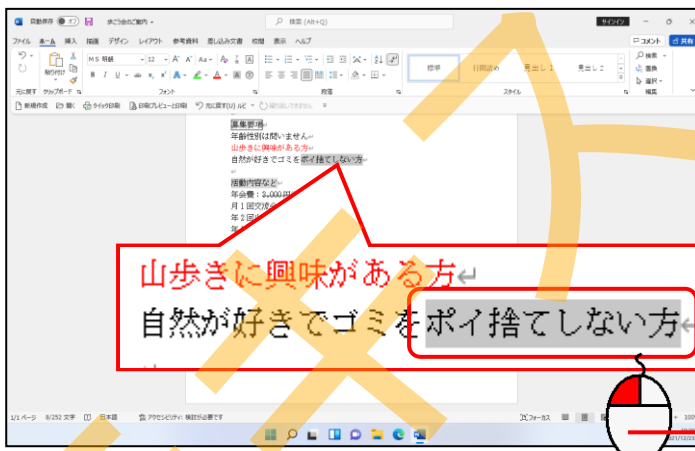 自動保存 オフ 歩こう会のご案内 検索 (Alt+Q) サインイン
ファイル ホーム 挿入 描画 デザイン レイアウト 参考資料 差し込み文書 校閲 表示 ヘルプ コメント 共有
貼り付け MS 明朝 12 標準 行間詰め 見出し 1 見出し 2 検索 置換 選択
元に戻す クリップボード フォント 段落 スタイル 編集
新規作成 開く クイック印刷 印刷プレビューと印刷 元に戻す(U)
募集要項
年齢性別は問いません
山歩きに興味がある方
自然が好きでゴミをポイ捨てしない方
活動内容など
年会費：3,000円
月1回交流会
年2回
山歩きに興味がある方
自然が好きでゴミをポイ捨てしない方
1/1 ページ 8/252 文字 日本語 アクセシビリティ: 検討が必要です フォーカス 100%